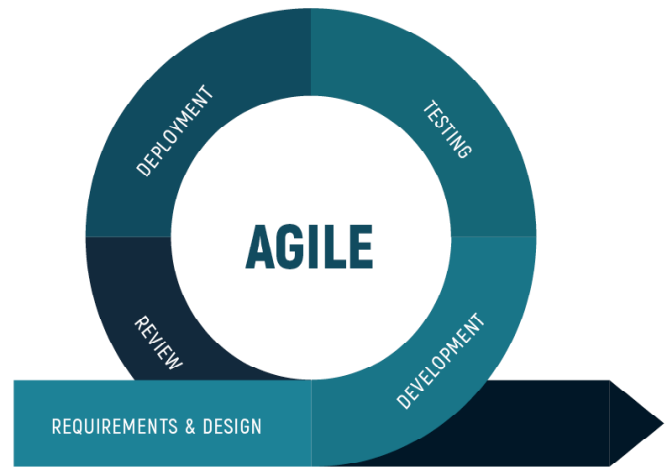 DEPLOYMENT
TESTING
AGILE
REVIEW
DEVELOPMENT
REQUIREMENTS & DESIGN